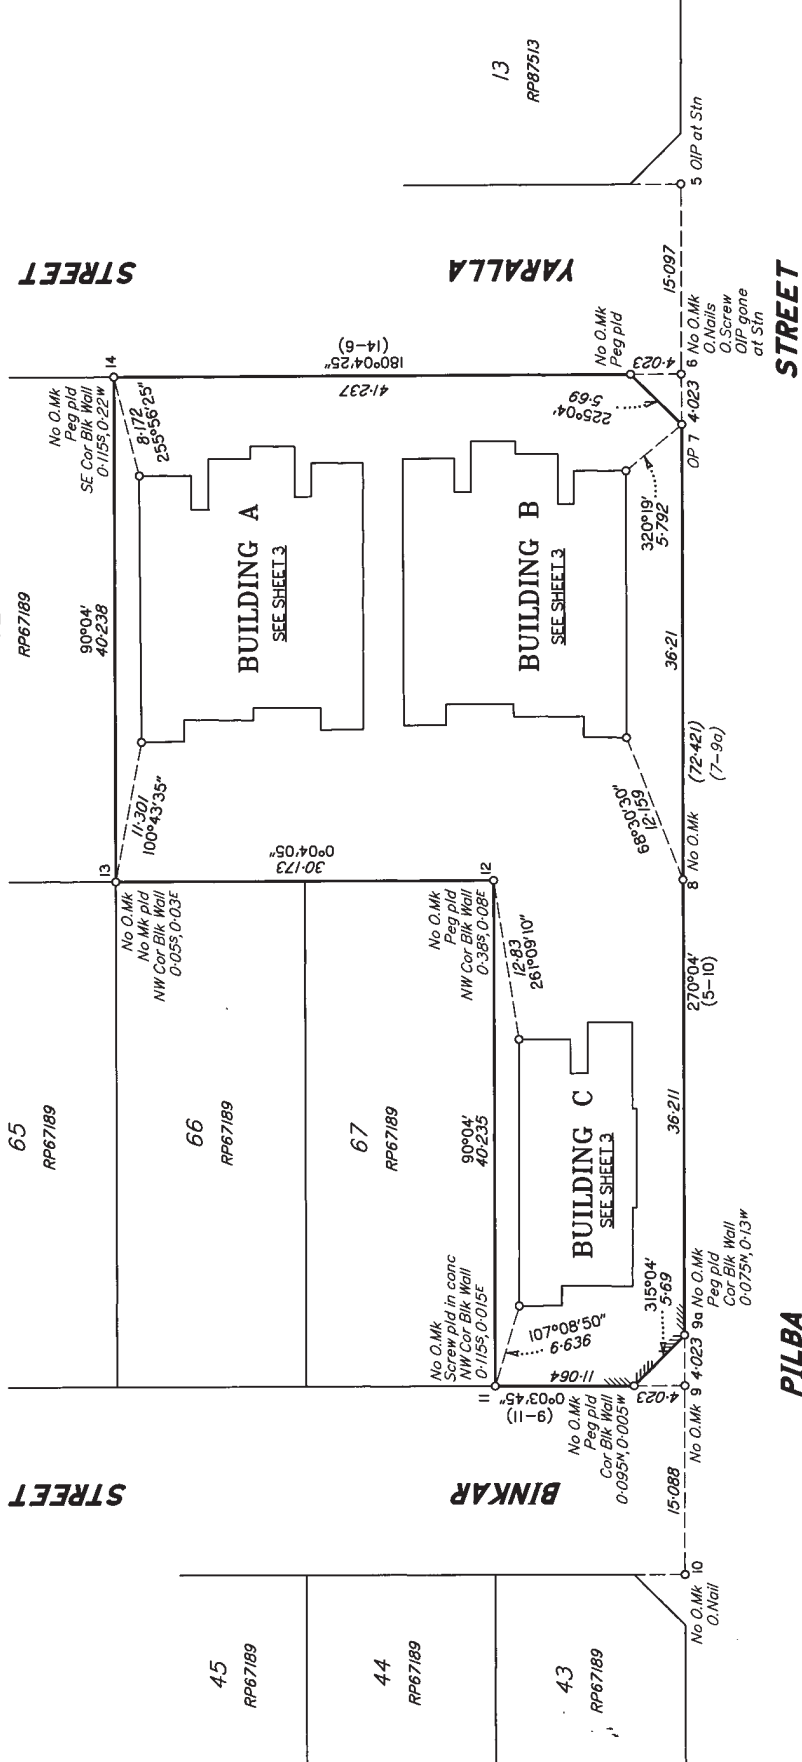 65
RP67189
66
RP67189
67
RP67189
45
RP67189
44
RP67189
43
RP67189
13
RP87513
RP67189
STREET
YARALLA
STREET
BINKAR
PILBA
STREET
BUILDING A
SEE SHEET 3
BUILDING B
SEE SHEET 3
BUILDING C
SEE SHEET 3
13
No O.Mk
No Mk pld
NW Cor Blk Wall
0·05S, 0·03E
90°04'
40·238
14
No O.Mk
Peg pld
SE Cor Blk Wall
0·115S, 0·22W
11·301
100°43'35"
8·172
255°56'25"
180°04'25"
(14-6)
41·237
No O.Mk
Peg pld
4·023
225°04'
5·69
30·173
0°04'05"
12
No O.Mk
Peg pld
NW Cor Blk Wall
0·38S, 0·08E
12·83
261°09'10"
90°04'
40·235
No O.Mk
Screw pld in conc
NW Cor Blk Wall
0·115S, 0·015E
11
107°08'50"
9·936
11·064
0°03'45"
(9-11)
No O.Mk
Peg pld
Cor Blk Wall
0·095N, 0·005W
4·023
315°04'
5·69
68°30'30"
12·159
320°19'
5·792
No O.Mk
O.Nail
10
15·088
No O.Mk
9
4·023
9a
No O.Mk
Peg pld
Cor Blk Wall
0·075N, 0·13W
36·211
270°04'
(5-10)
8
No O.Mk
(72·421)
(7-9a)
36·21
OP 7
4·023
6
No O.Mk
O.Nails
O.Screw
OIP gone
at Stn
15·097
5
OIP at Stn